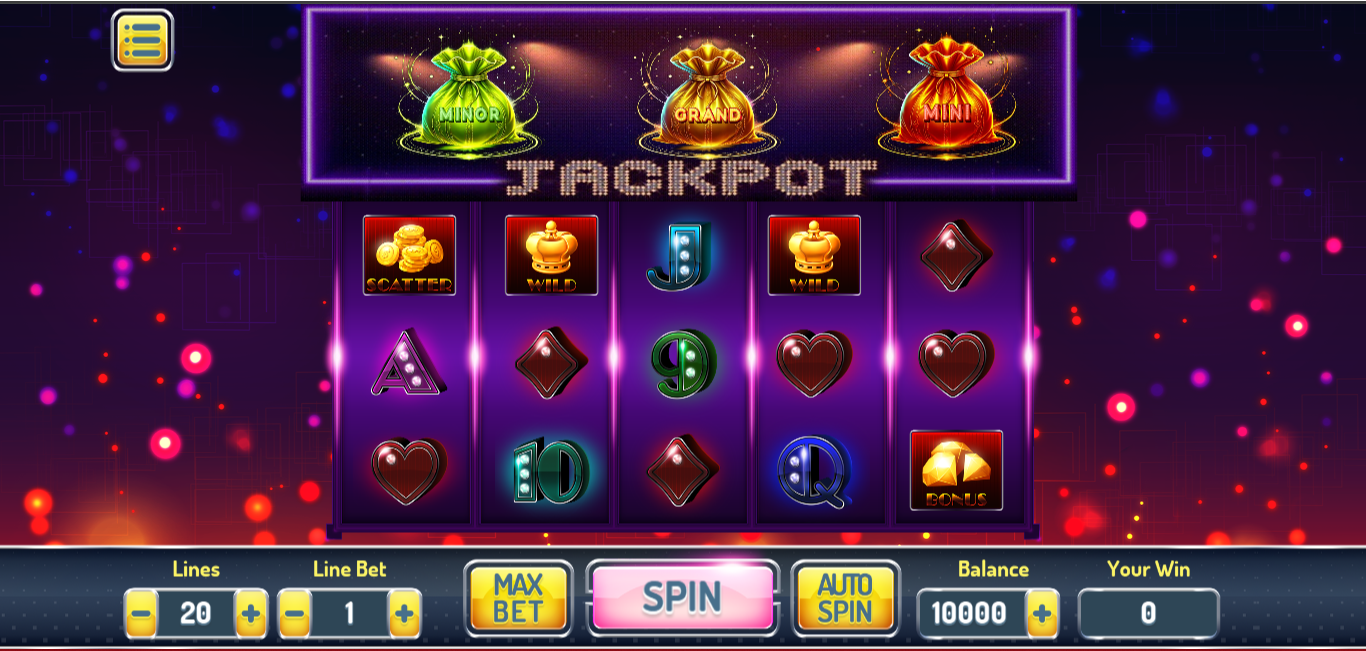 MINOR
GRAND
MINI
JACKPOT
SCATTER
WILD
J
WILD
A
9
10
Q
BONUS
Lines
20
Line Bet
1
MAX
BET
SPIN
AUTO
SPIN
Balance
10000
Your Win
0